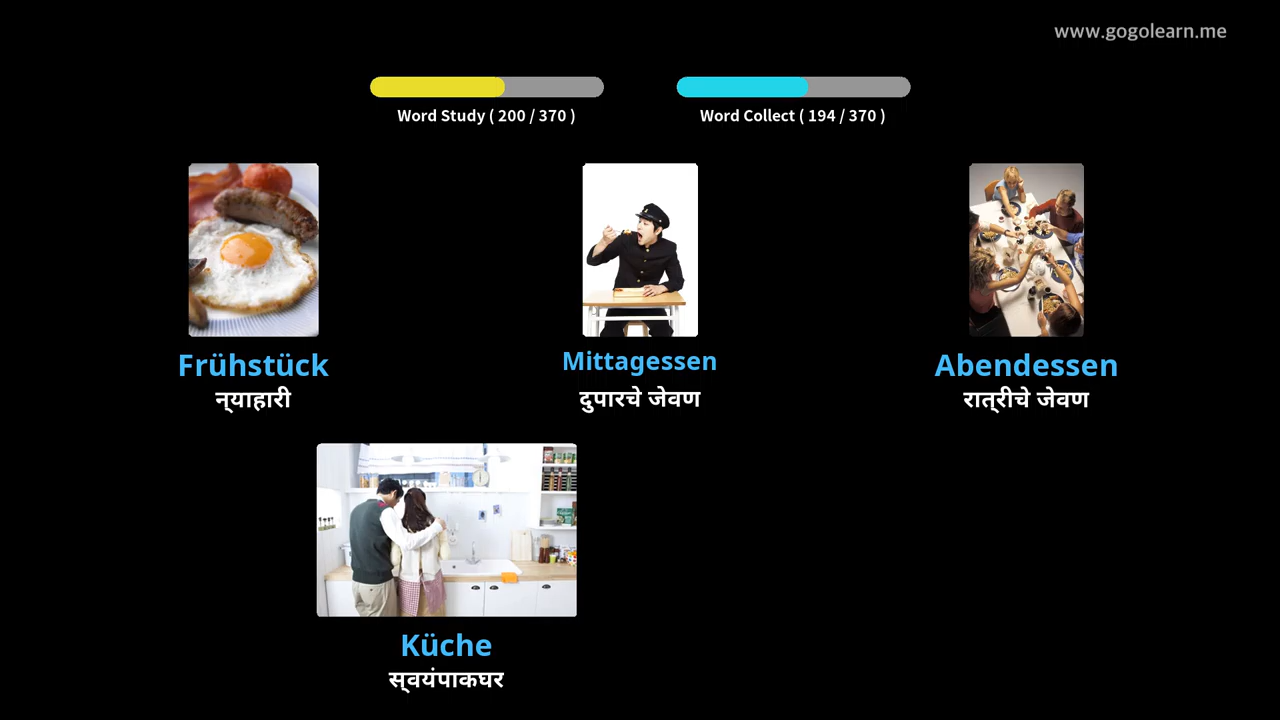 www.gogolearn.me
Word Study ( 200 / 370 )
Word Collect ( 194 / 370 )
Frühstück
न्याहारी
Mittagessen
दुपारचे जेवण
Abendessen
रात्रीचे जेवण
Küche
स्वयंपाकघर